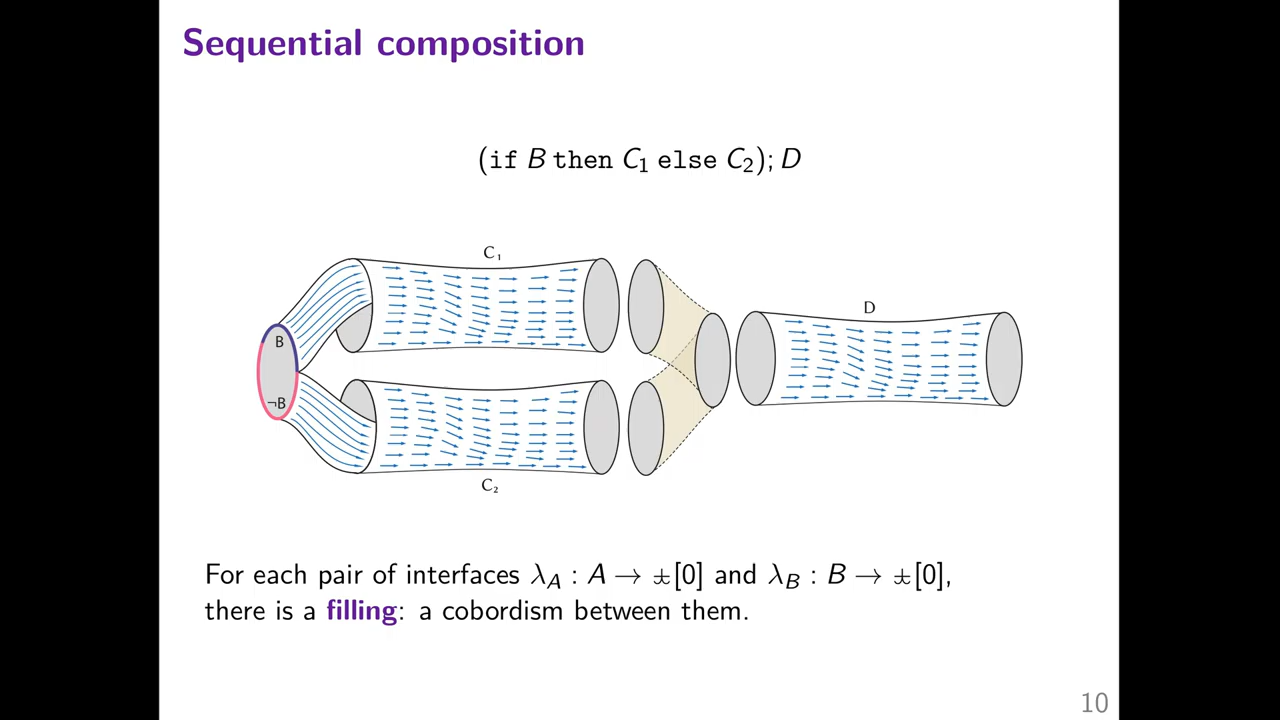 Sequential composition
(if B then C₁ else C₂); D
C₁
D
B
¬B
C₂
For each pair of interfaces λ_A : A → ±[0] and λ_B : B → ±[0],
there is a filling: a cobordism between them.
10